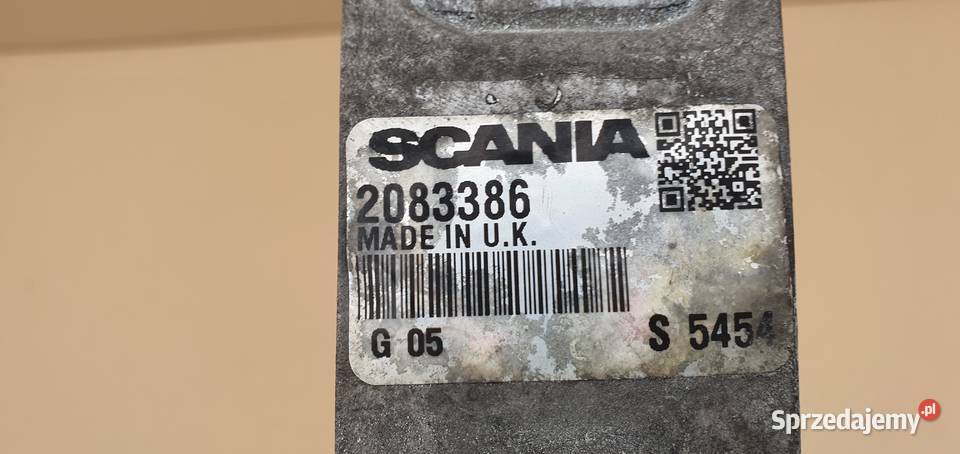 SCANIA
2083386
MADE IN U.K.
G 05 S 5454
Sprzedajemy.pl